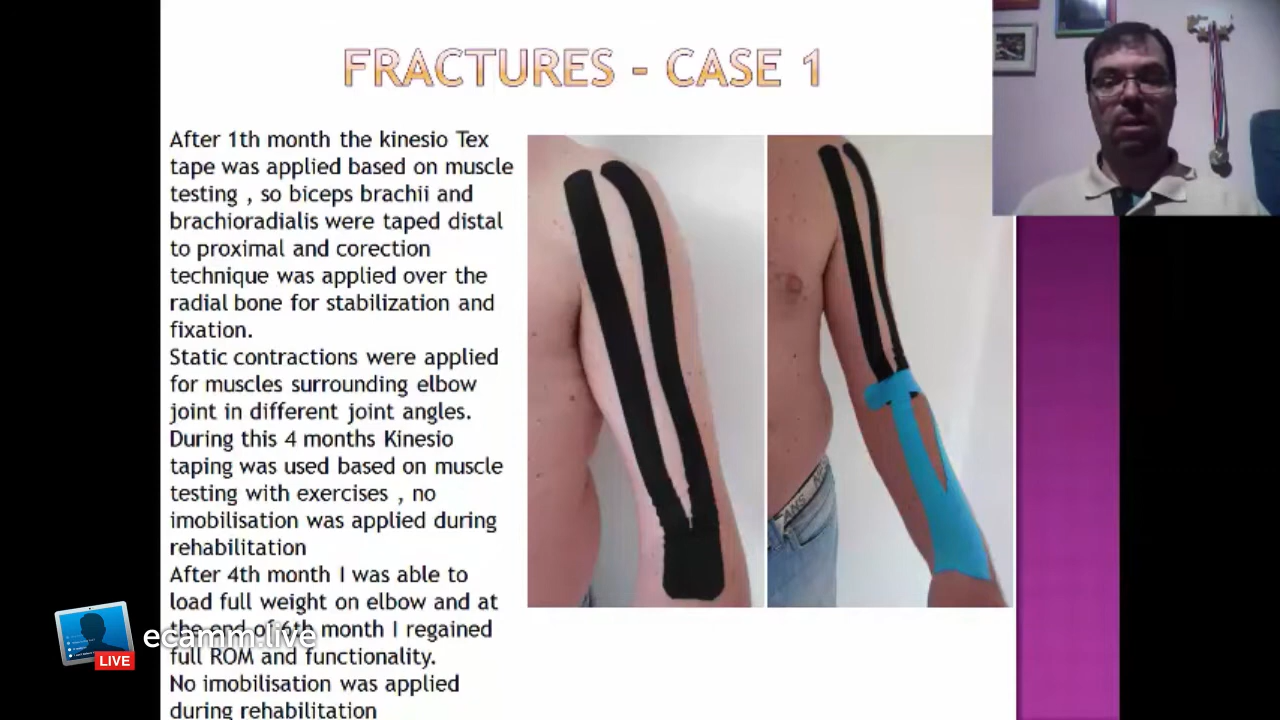 FRACTURES - CASE 1
After 1th month the kinesio Tex
tape was applied based on muscle
testing , so biceps brachii and
brachioradialis were taped distal
to proximal and corection
technique was applied over the
radial bone for stabilization and
fixation.
Static contractions were applied
for muscles surrounding elbow
joint in different joint angles.
During this 4 months Kinesio
taping was used based on muscle
testing with exercises , no
imobilisation was applied during
rehabilitation
After 4th month I was able to
load full weight on elbow and at
the end of 6th month I regained
full ROM and functionality.
No imobilisation was applied
during rehabilitation
ecamm.live
LIVE